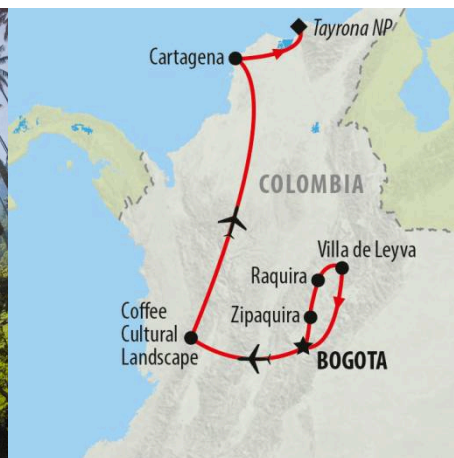 Tayrona NP
Cartagena
COLOMBIA
Villa de Leyva
Raquira
Zipaquira
Coffee
Cultural
Landscape
BOGOTA